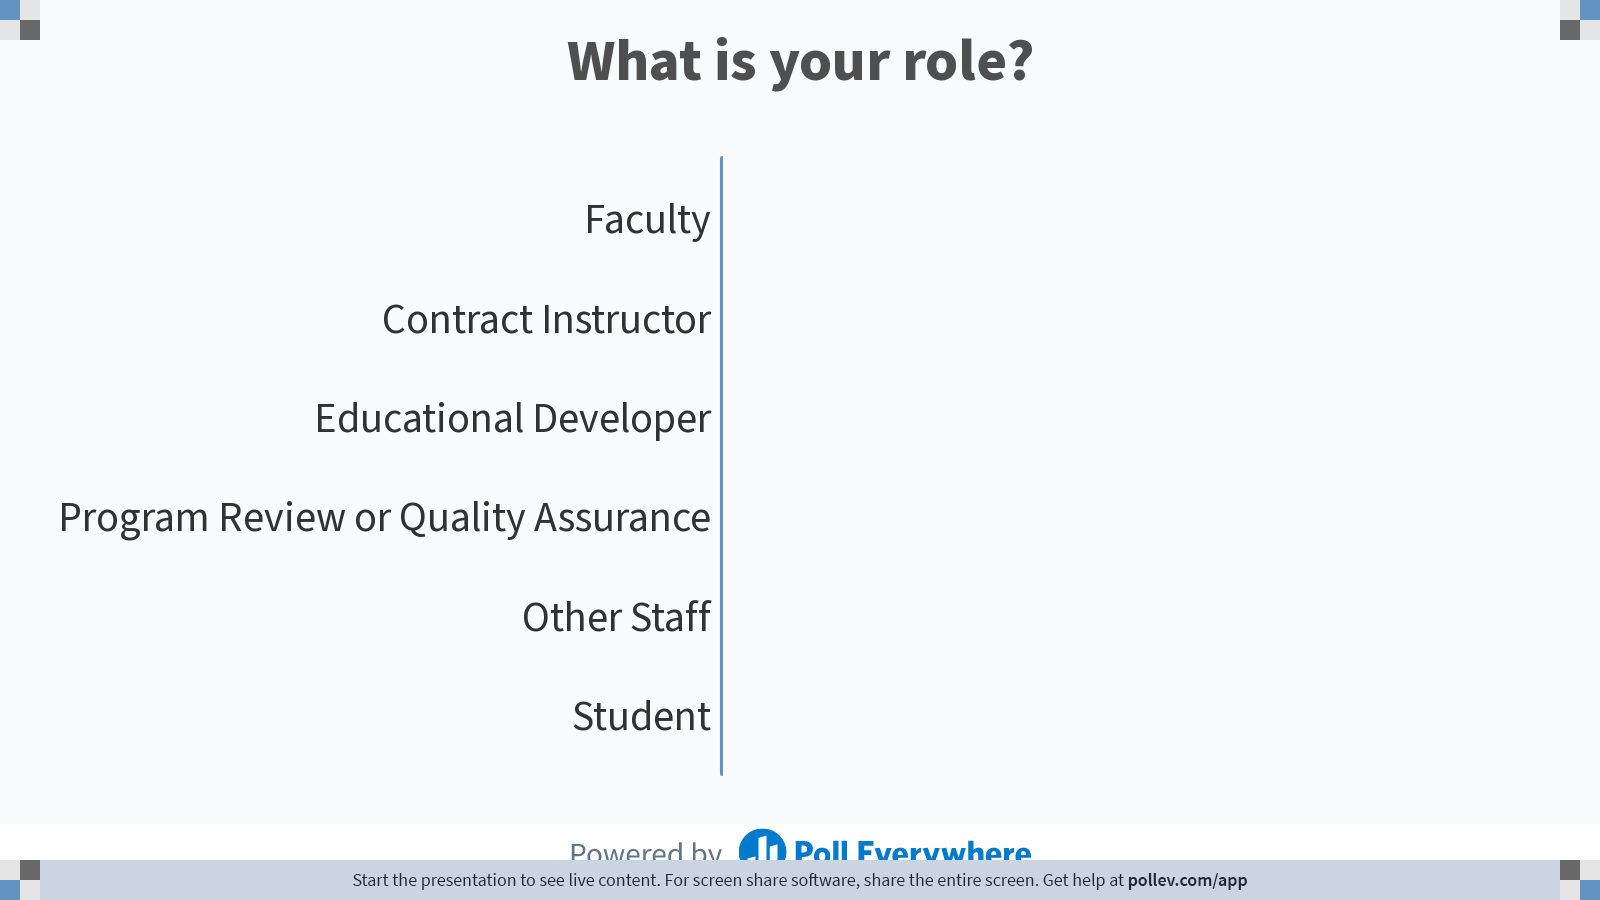 What is your role?
Faculty
Contract Instructor
Educational Developer
Program Review or Quality Assurance
Other Staff
Student
Powered by Poll Everywhere
Start the presentation to see live content. For screen share software, share the entire screen. Get help at pollev.com/app